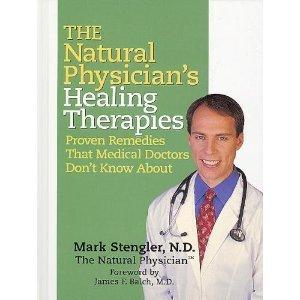 THE
Natural
Physician's
Healing
Therapies
Proven Remedies
That Medical Doctors
Don't Know About
Mark Stengler, N.D.
The Natural Physician™
Foreword by
James F. Balch, M.D.